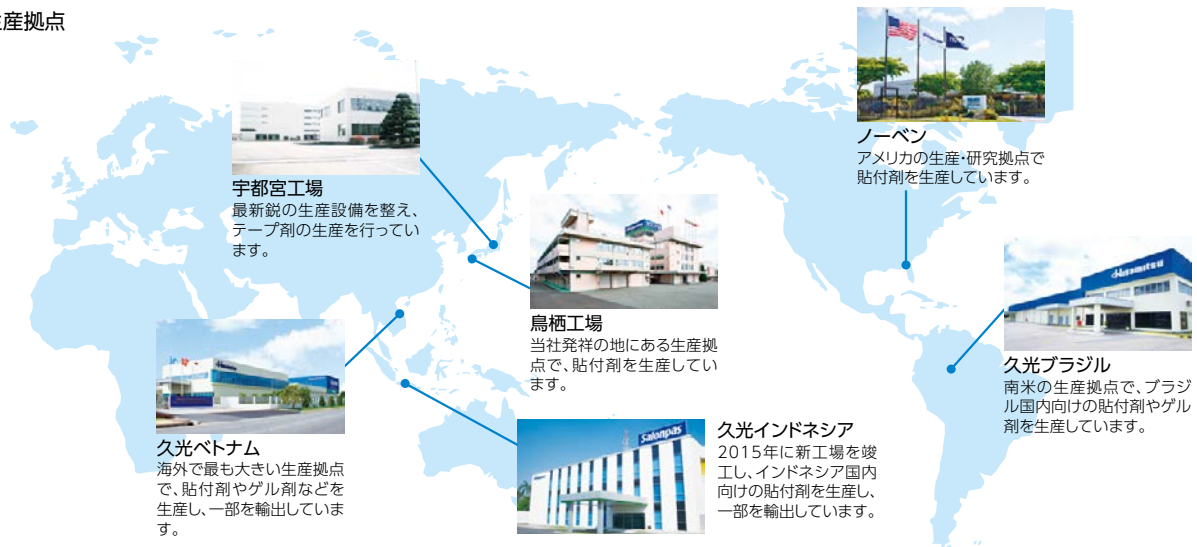 生産拠点
宇都宮工場
最新鋭の生産設備を整え、
テープ剤の生産を行ってい
ます。
鳥栖工場
当社発祥の地にある生産拠
点で、貼付剤を生産してい
ます。
ノーベン
アメリカの生産・研究拠点で
貼付剤を生産しています。
Hisamitsu
久光ブラジル
南米の生産拠点で、ブラジ
ル国内向けの貼付剤やゲル
剤を生産しています。
久光ベトナム
海外で最も大きい生産拠点
で、貼付剤やゲル剤などを
生産し、一部を輸出していま
す。
Salonpas
久光インドネシア
2015年に新工場を竣
工し、インドネシア国内
向けの貼付剤を生産し、
一部を輸出しています。